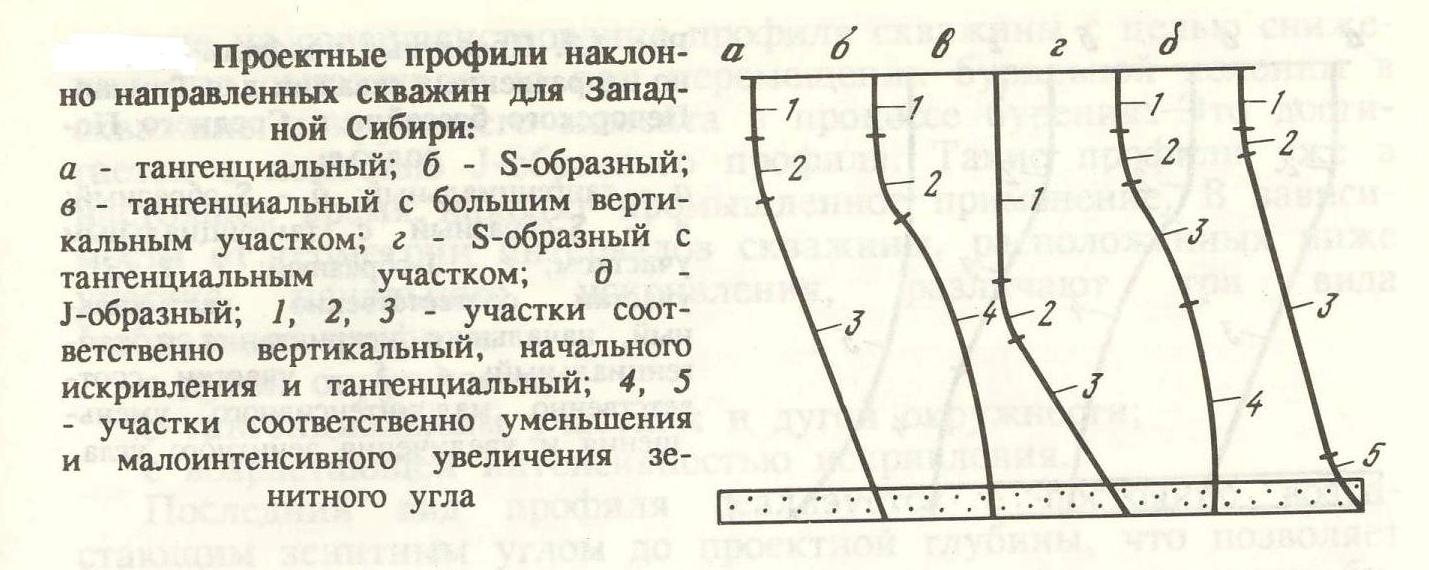 Проектные профили наклон-
но направленных скважин для Запад-
ной Сибири:
а - тангенциальный; б - S-образный;
в - тангенциальный с большим верти-
кальным участком; г - S-образный с
тангенциальным участком; д -
J-образный; 1, 2, 3 - участки соот-
ветственно вертикальный, начального
искривления и тангенциальный; 4, 5
- участки соответственно уменьшения
и малоинтенсивного увеличения зе-
нитного угла
а б в г д
1 1 1 1
2 2 1 2 2
3 4 2 3 3
3 4
5